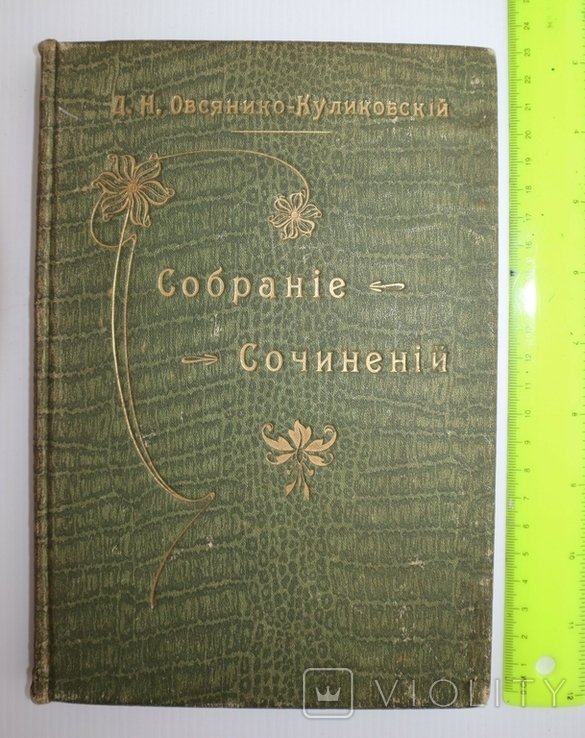 Д. Н. Овсянико-Куликовскій
Собраніе
Сочиненій
VIOLITY